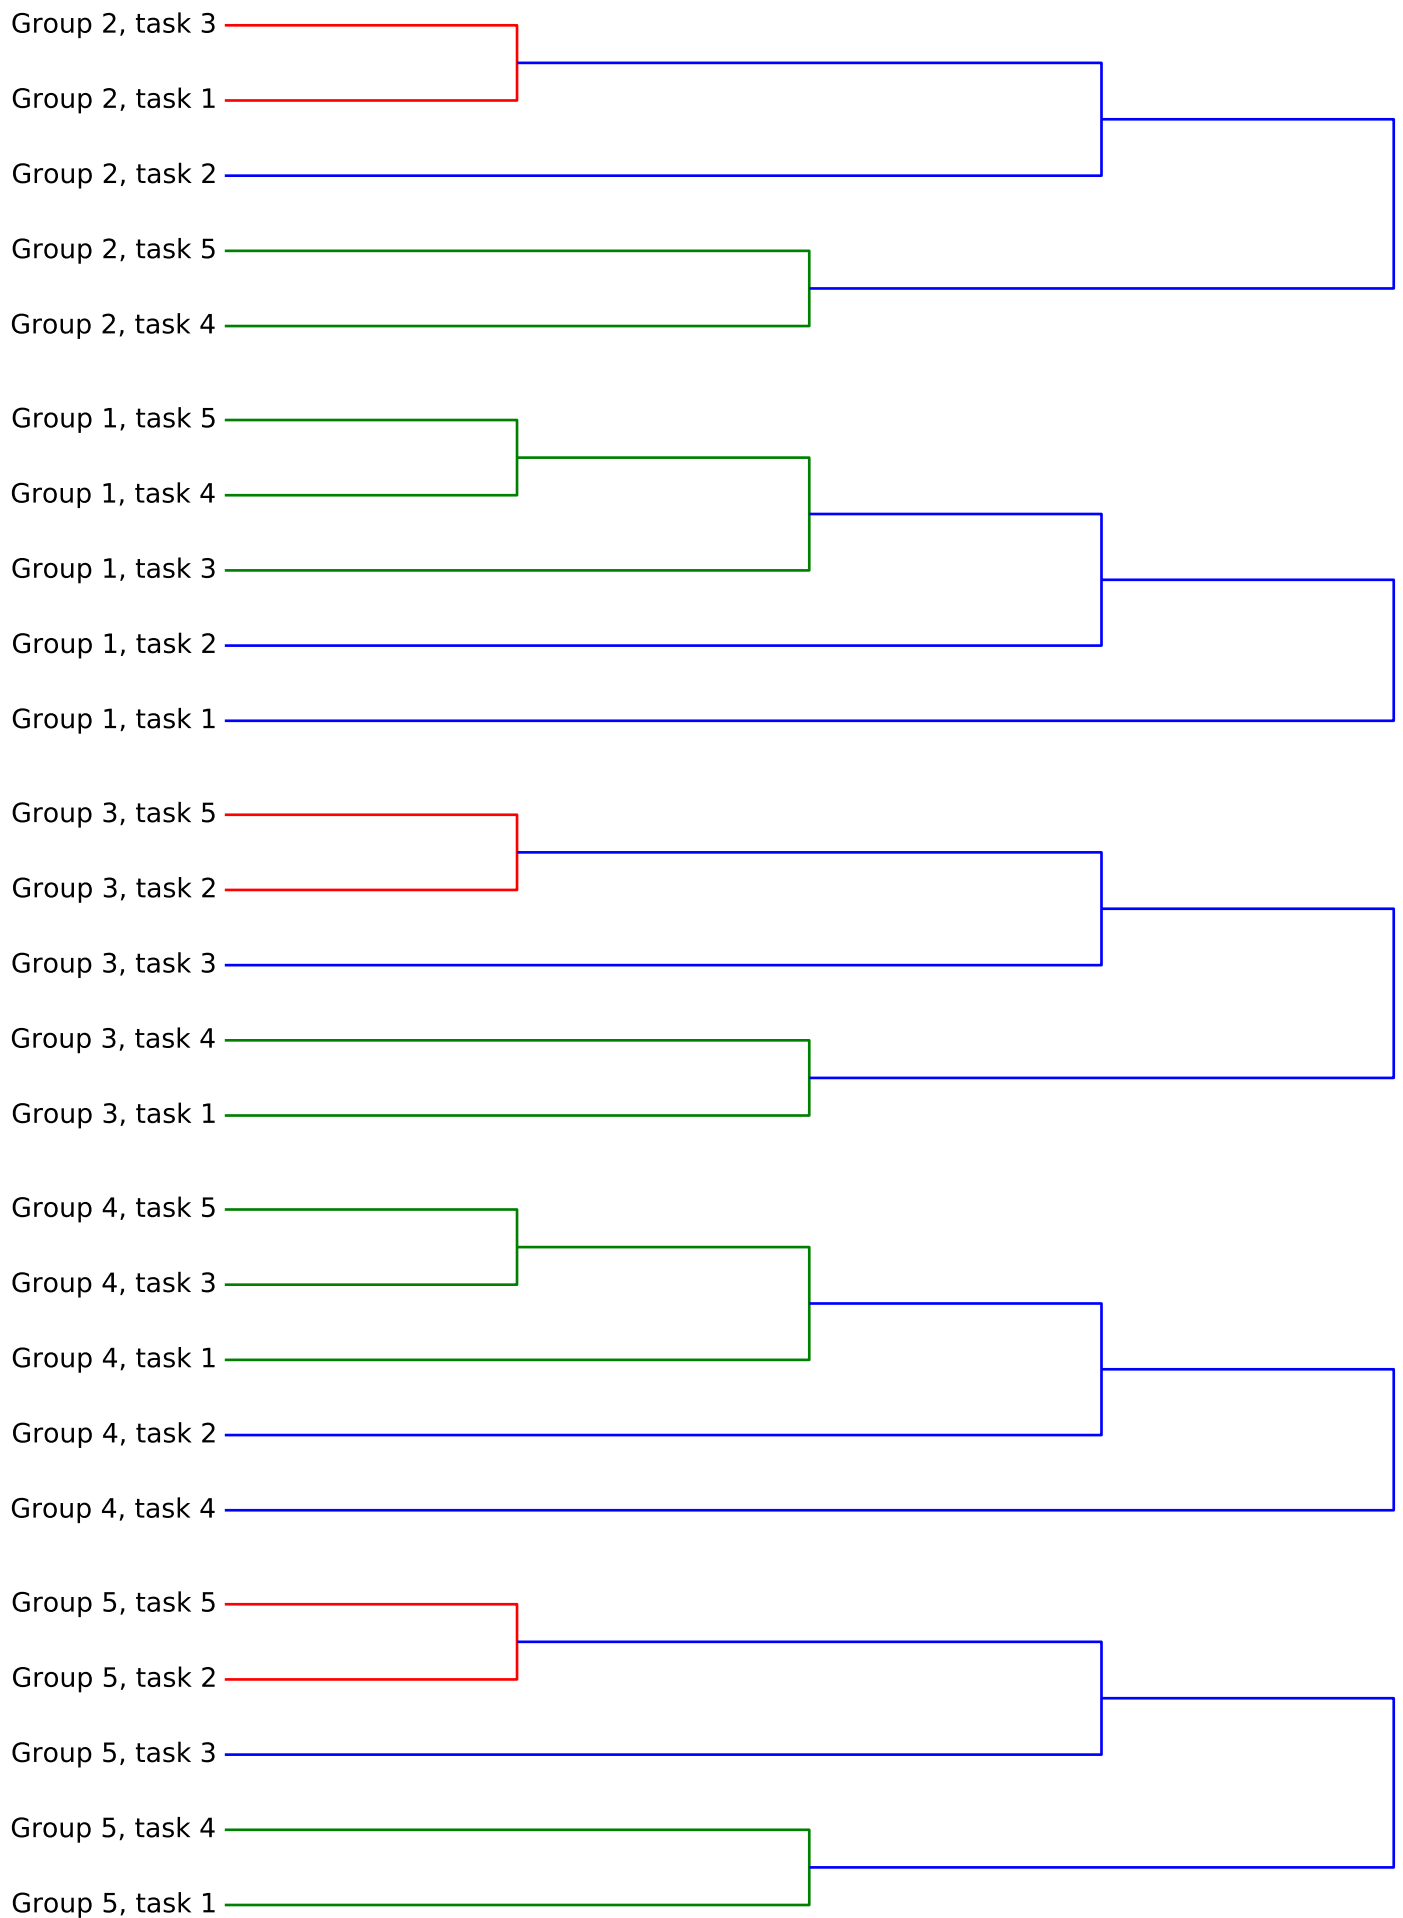 Group 2, task 3
Group 2, task 1
Group 2, task 2
Group 2, task 5
Group 2, task 4
Group 1, task 5
Group 1, task 4
Group 1, task 3
Group 1, task 2
Group 1, task 1
Group 3, task 5
Group 3, task 2
Group 3, task 3
Group 3, task 4
Group 3, task 1
Group 4, task 5
Group 4, task 3
Group 4, task 1
Group 4, task 2
Group 4, task 4
Group 5, task 5
Group 5, task 2
Group 5, task 3
Group 5, task 4
Group 5, task 1